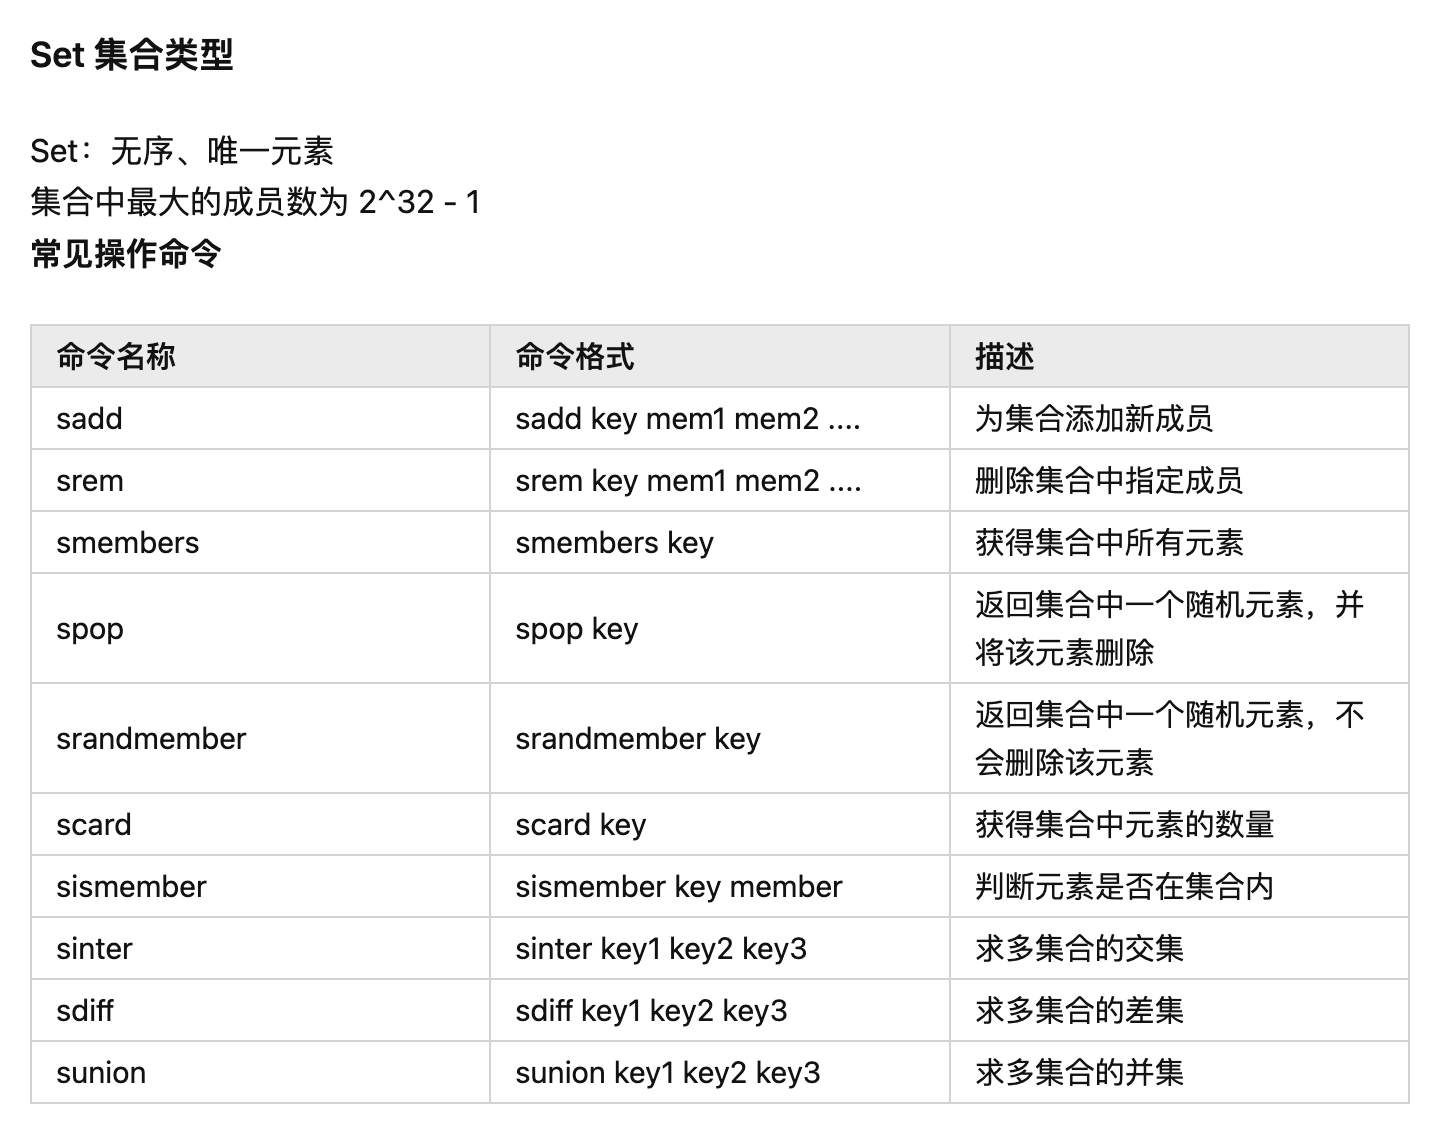 Set 集合类型
Set：无序、唯一元素
集合中最大的成员数为 2^32 - 1
常见操作命令
命令名称 命令格式 描述
sadd sadd key mem1 mem2 .... 为集合添加新成员
srem srem key mem1 mem2 .... 删除集合中指定成员
smembers smembers key 获得集合中所有元素
spop spop key 返回集合中一个随机元素，并
将该元素删除
srandmember srandmember key 返回集合中一个随机元素，不
会删除该元素
scard scard key 获得集合中元素的数量
sismember sismember key member 判断元素是否在集合内
sinter sinter key1 key2 key3 求多集合的交集
sdiff sdiff key1 key2 key3 求多集合的差集
sunion sunion key1 key2 key3 求多集合的并集